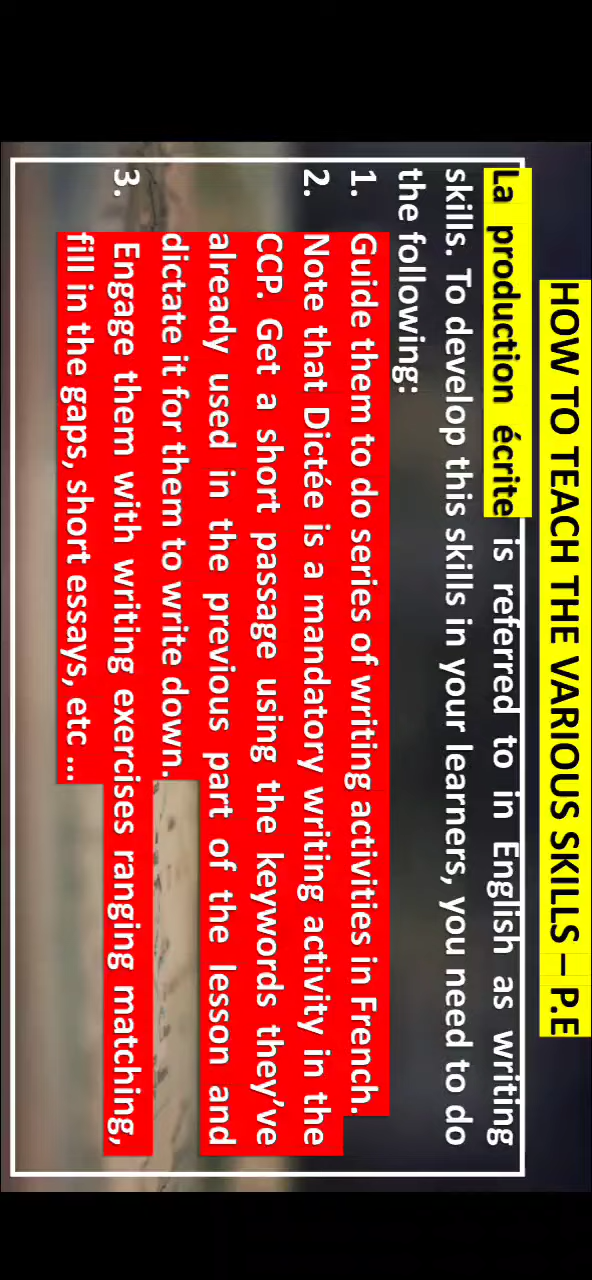 HOW TO TEACH THE VARIOUS SKILLS – P.E
La production écrite is referred to in English as writing
skills. To develop this skills in your learners, you need to do
the following:
1. Guide them to do series of writing activities in French.
2. Note that Dictée is a mandatory writing activity in the
CCP. Get a short passage using the keywords they've
already used in the previous part of the lesson and
dictate it for them to write down.
3. Engage them with writing exercises ranging matching,
fill in the gaps, short essays, etc ...